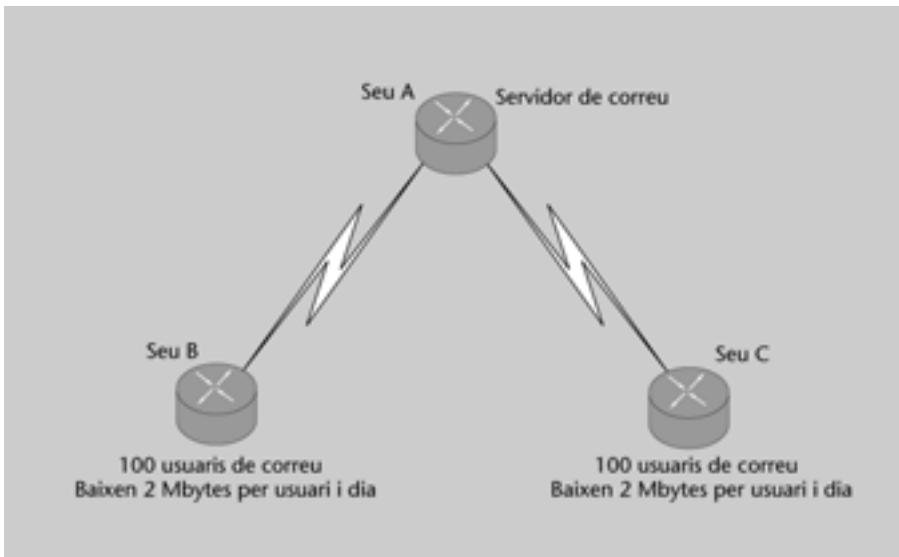 Seu A
Servidor de correu
Seu B
100 usuaris de correu
Baixen 2 Mbytes per usuari i dia
Seu C
100 usuaris de correu
Baixen 2 Mbytes per usuari i dia